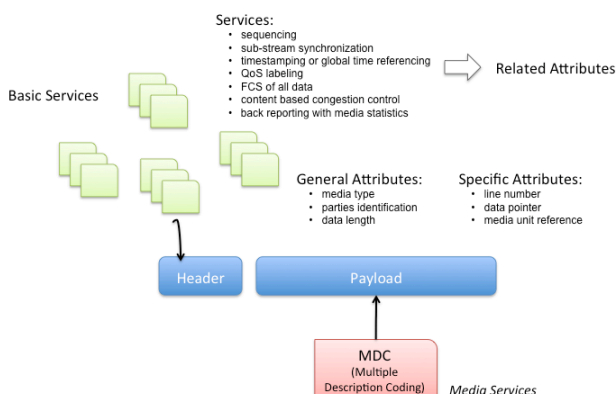 Services:
• sequencing
• sub-stream synchronization
• timestamping or global time referencing
• QoS labeling
• FCS of all data
• content based congestion control
• back reporting with media statistics
Related Attributes
Basic Services
General Attributes:
• media type
• parties identification
• data length
Specific Attributes:
• line number
• data pointer
• media unit reference
Header
Payload
MDC
(Multiple
Description Coding)
Media Services